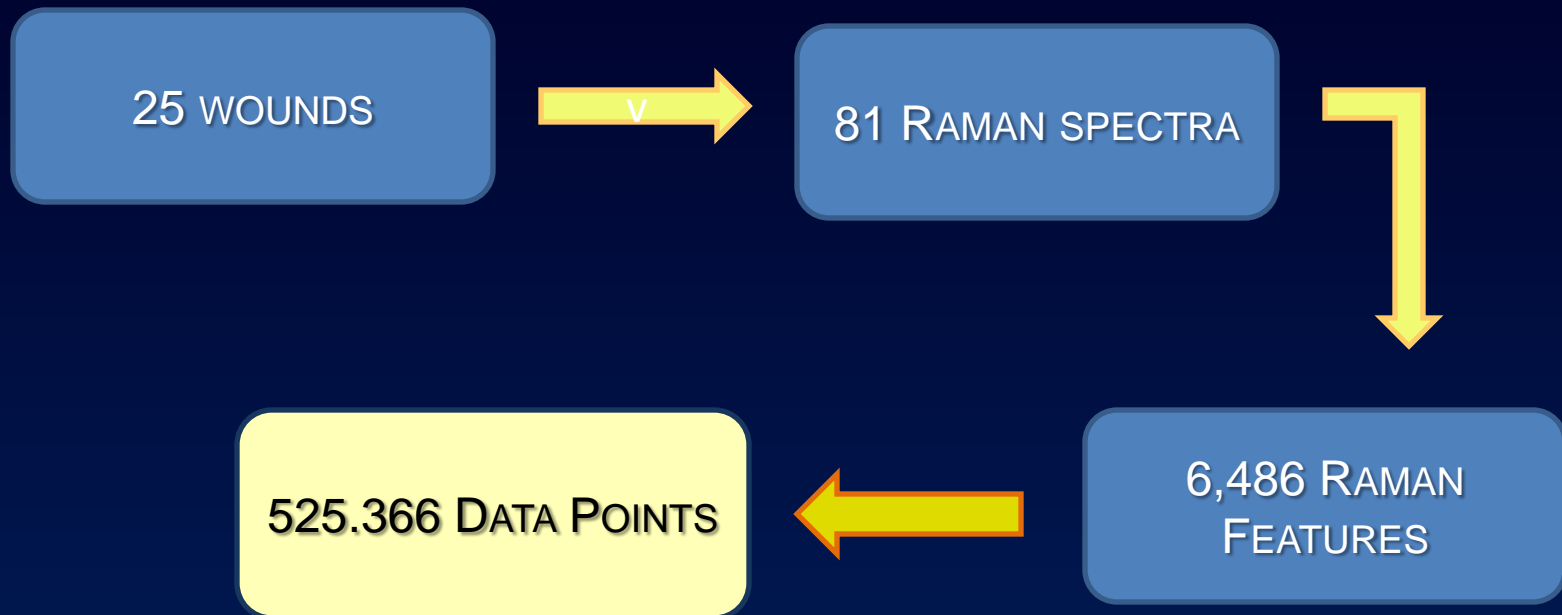 25 WOUNDS
v
81 RAMAN SPECTRA
6,486 RAMAN
FEATURES
525.366 DATA POINTS